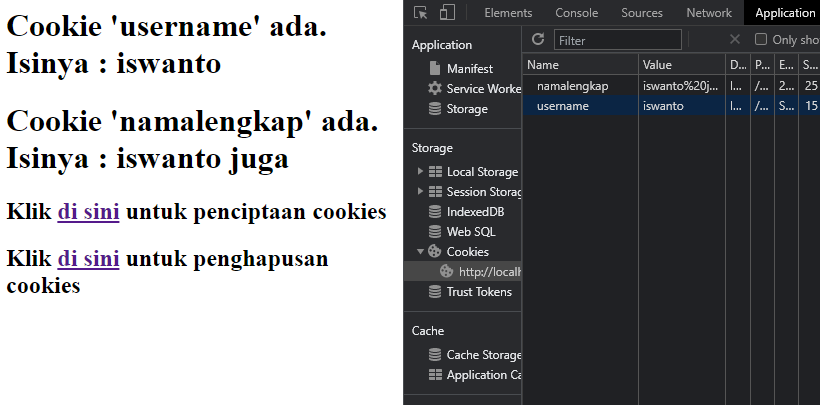 Cookie 'username' ada.
Isinya : iswanto
Cookie 'namalengkap' ada.
Isinya : iswanto juga
Klik di sini untuk penciptaan cookies
Klik di sini untuk penghapusan
cookies
Elements Console Sources Network Application
Application
Manifest
Service Worke
Storage
Storage
Local Storage
Session Storag
IndexedDB
Web SQL
Cookies
http://localh
Trust Tokens
Cache
Cache Storage
Application Ca
Filter Only sho
Name Value D... P... E... S...
namalengkap iswanto%20j... l... /... 2... 25
username iswanto l... /... S... 15